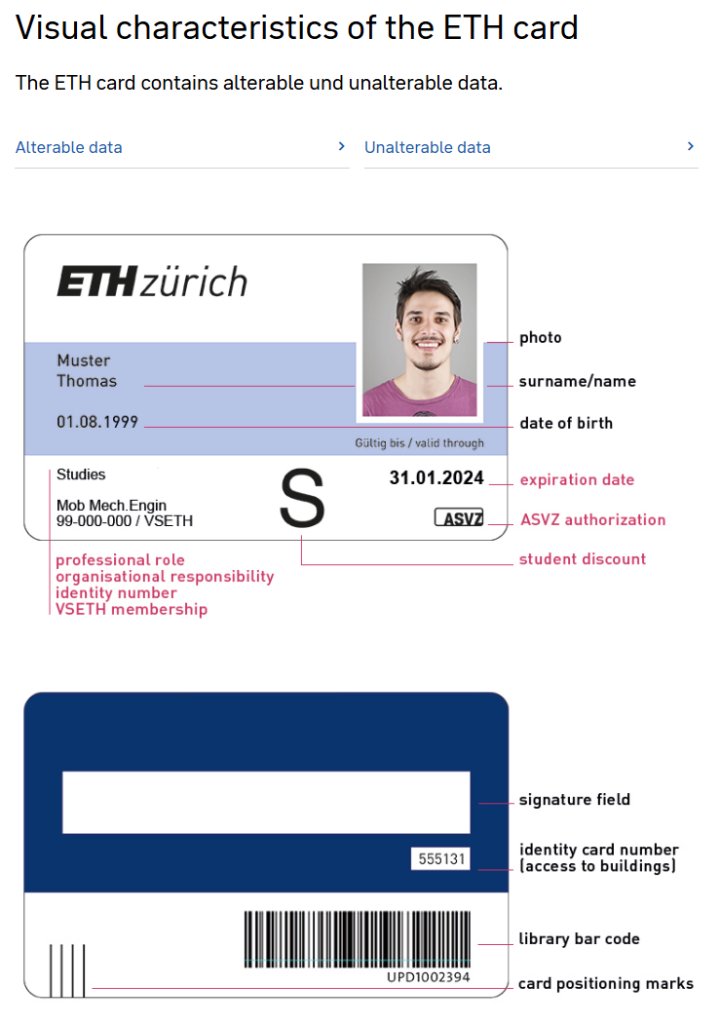 Visual characteristics of the ETH card
The ETH card contains alterable und unalterable data.
Alterable data
Unalterable data
ETH zürich
photo
Muster
Thomas
surname/name
01.08.1999
date of birth
Gültig bis / valid through
Studies
31.01.2024
expiration date
S
Mob Mech.Engin
99-000-000 / VSETH
ASVZ
ASVZ authorization
student discount
professional role
organisational responsibility
identity number
VSETH membership
signature field
555131
identity card number
(access to buildings)
library bar code
UPD1002394
card positioning marks